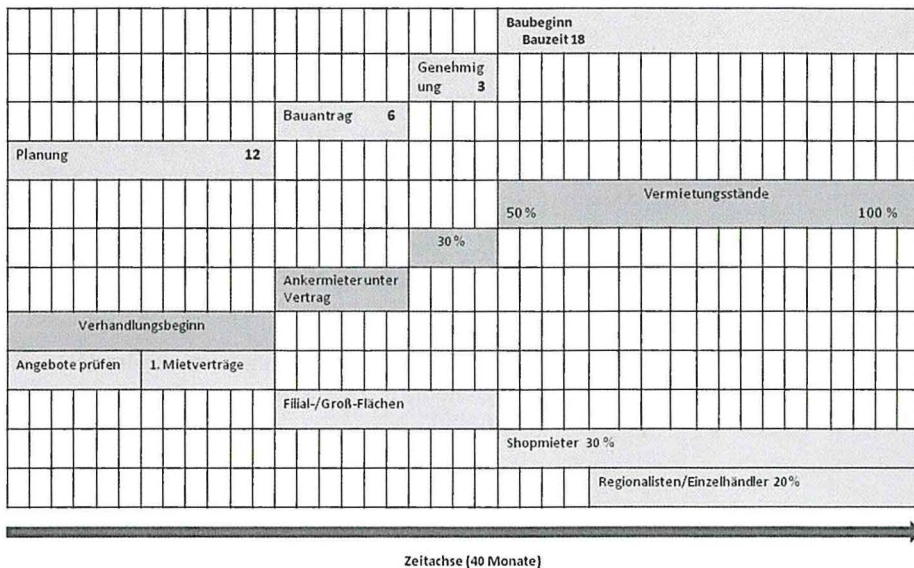 Baubeginn
Bauzeit 18
Genehmig
ung 3
Bauantrag 6
Planung 12
Vermietungsstände
50 % 100 %
30 %
Ankermieter unter
Vertrag
Verhandlungsbeginn
Angebote prüfen 1. Mietverträge
Filial-/Groß-Flächen
Shopmieter 30 %
Regionalisten/Einzelhändler 20%
Zeitachse (40 Monate)